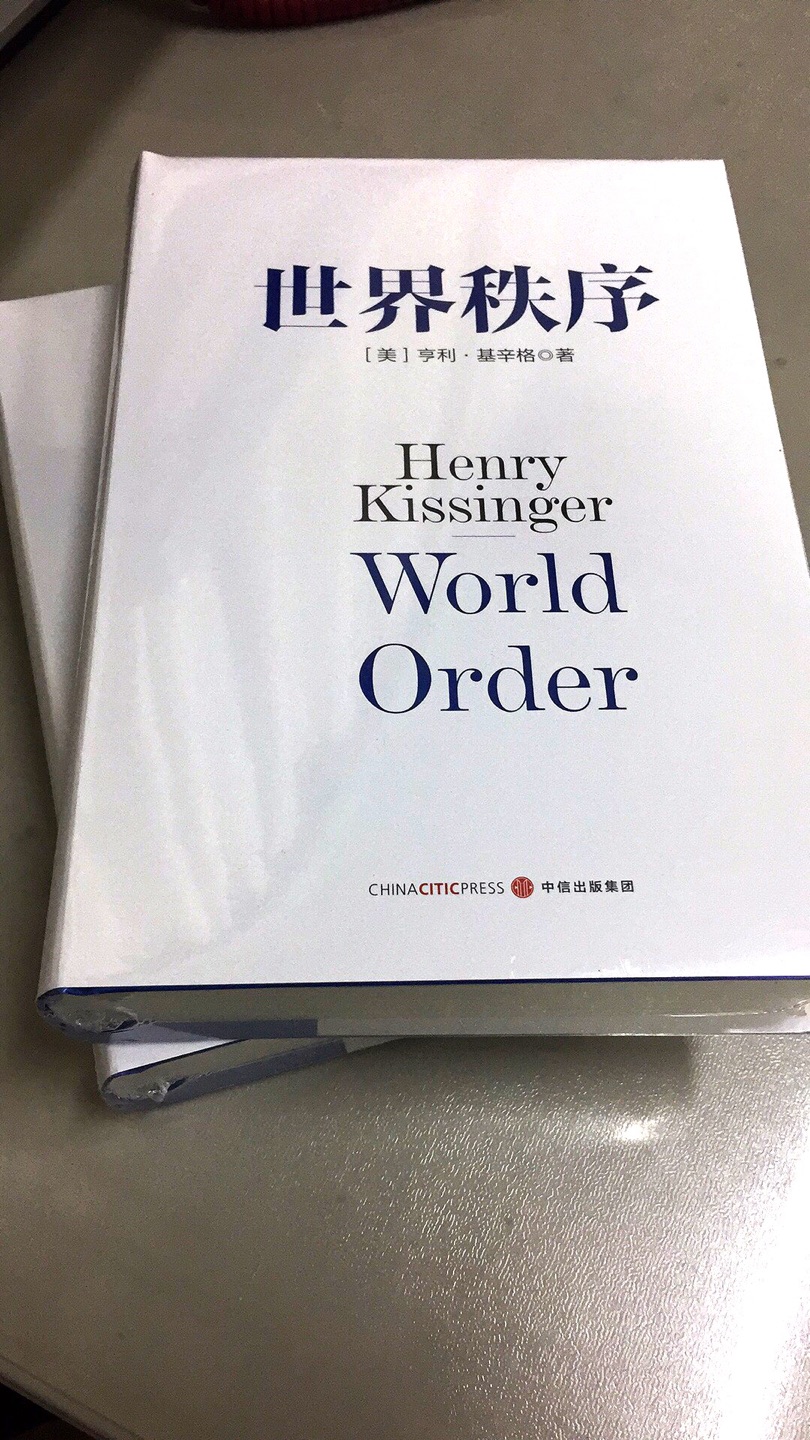 世界秩序
[美]亨利·基辛格◎著
Henry
Kissinger
World
Order
CHINACITICPRESS 中信出版集团